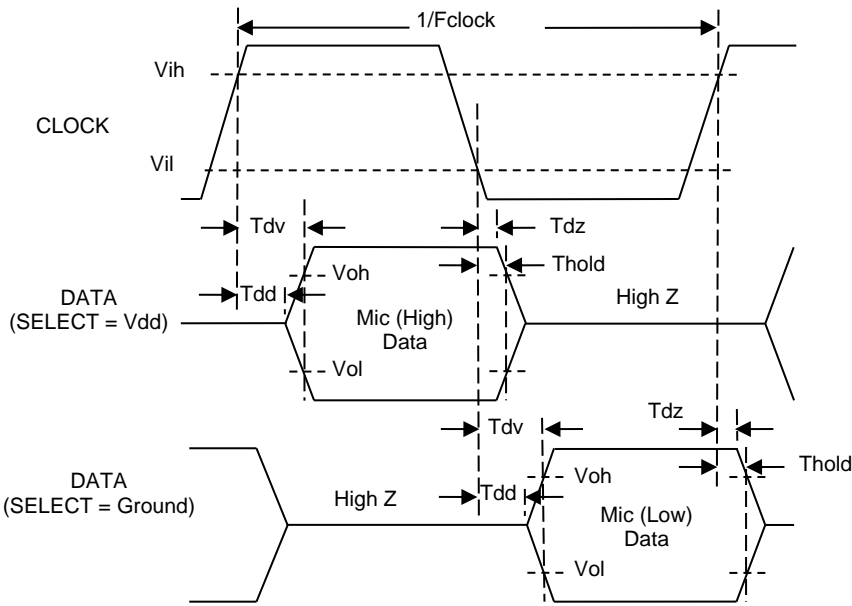 1/Fclock
Vih
CLOCK
Vil
Tdv
Tdz
Voh
Thold
DATA
(SELECT = Vdd)
Tdd
Mic (High)
Data
High Z
Vol
Tdv
Tdz
DATA
(SELECT = Ground)
High Z
Tdd
Voh
Thold
Mic (Low)
Data
Vol